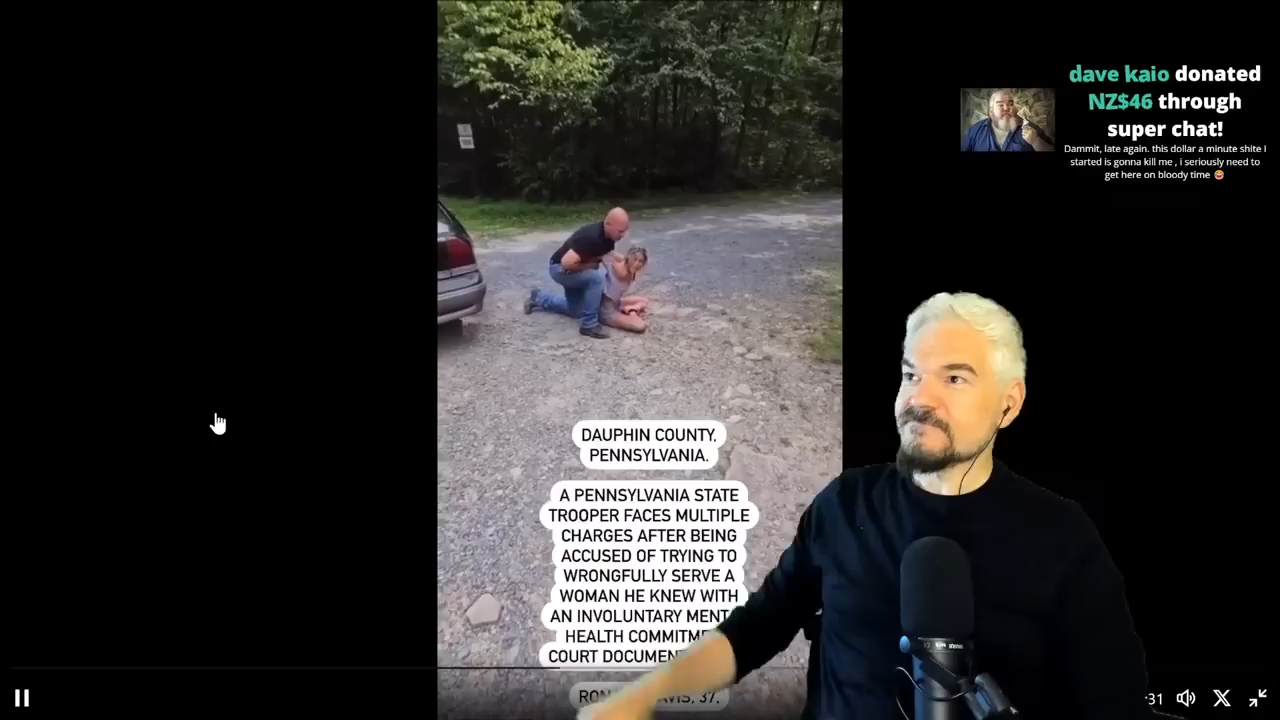 dave kaio donated
NZ$46 through
super chat!
Dammit, late again. this dollar a minute shite I
started is gonna kill me , i seriously need to
get here on bloody time 😄
DAUPHIN COUNTY,
PENNSYLVANIA.
A PENNSYLVANIA STATE
TROOPER FACES MULTIPLE
CHARGES AFTER BEING
ACCUSED OF TRYING TO
WRONGFULLY SERVE A
WOMAN HE KNEW WITH
AN INVOLUNTARY
HEALTH
COURT
37.
:31